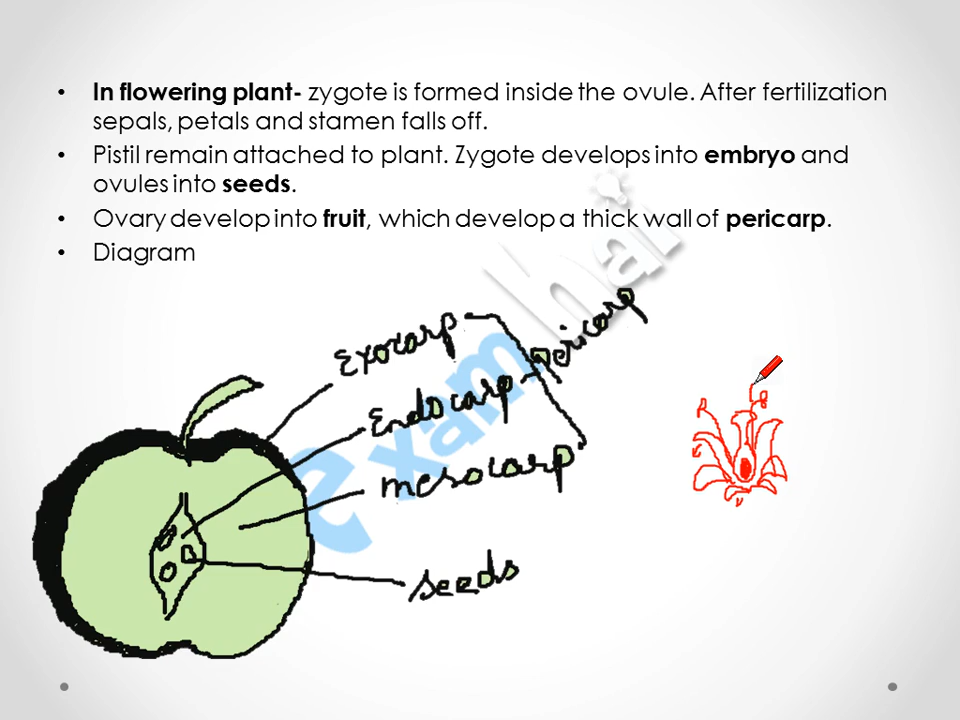 • In flowering plant- zygote is formed inside the ovule. After fertilization
sepals, petals and stamen falls off.
• Pistil remain attached to plant. Zygote develops into embryo and
ovules into seeds.
• Ovary develop into fruit, which develop a thick wall of pericarp.
• Diagram
Exocarp
Pericarp
Endocarp
mesocarp
seeds
exam hai